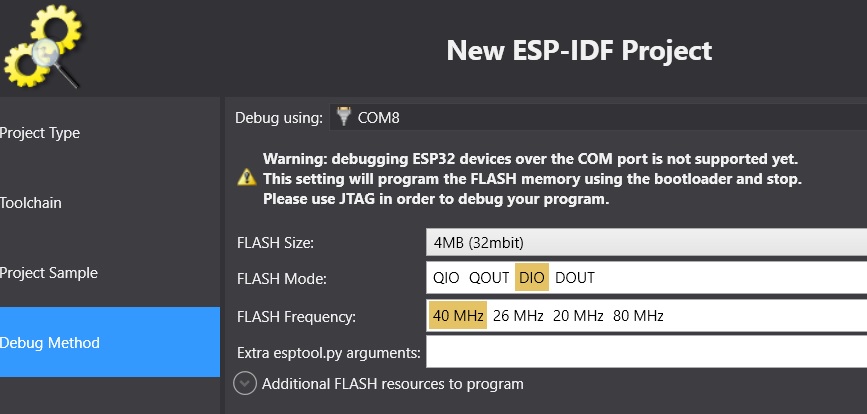 New ESP-IDF Project
Project Type
Toolchain
Project Sample
Debug Method
Debug using: COM8
Warning: debugging ESP32 devices over the COM port is not supported yet.
This setting will program the FLASH memory using the bootloader and stop.
Please use JTAG in order to debug your program.
FLASH Size: 4MB (32mbit)
FLASH Mode: QIO QOUT DIO DOUT
FLASH Frequency: 40 MHz 26 MHz 20 MHz 80 MHz
Extra esptool.py arguments:
Additional FLASH resources to program